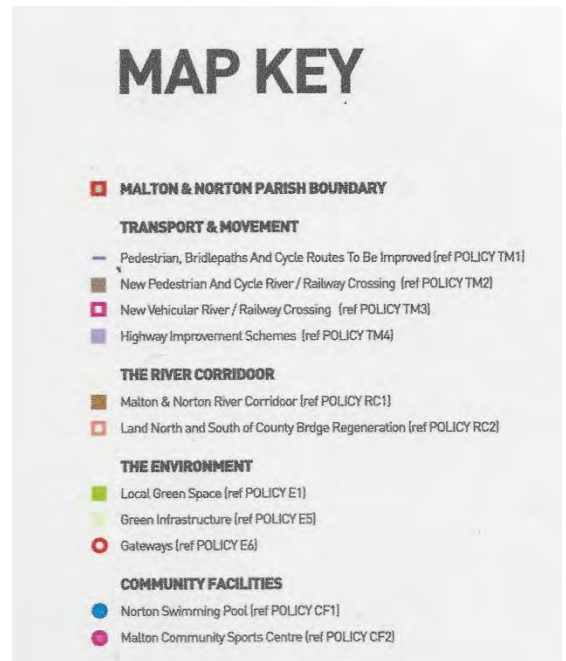 MAP KEY
MALTON & NORTON PARISH BOUNDARY
TRANSPORT & MOVEMENT
Pedestrian, Bridlepaths And Cycle Routes To Be Improved (ref POLICY TM1)
New Pedestrian And Cycle River / Railway Crossing (ref POLICY TM2)
New Vehicular River / Railway Crossing (ref POLICY TM3)
Highway Improvement Schemes (ref POLICY TM4)
THE RIVER CORRIDOOR
Malton & Norton River Corridor (ref POLICY RC1)
Land North and South of County Brdge Regeneration (ref POLICY RC2)
THE ENVIRONMENT
Local Green Space (ref POLICY E1)
Green Infrastructure (ref POLICY E5)
Gateways (ref POLICY E6)
COMMUNITY FACILITIES
Norton Swimming Pool (ref POLICY CF1)
Malton Community Sports Centre (ref POLICY CF2)